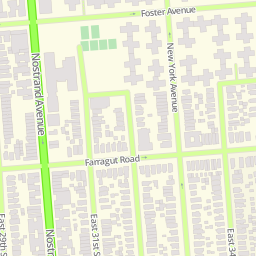 Foster Avenue
Nostrand Avenue
New York Avenue
Farragut Road
East 29th S
Nost
East 31st S
East 34